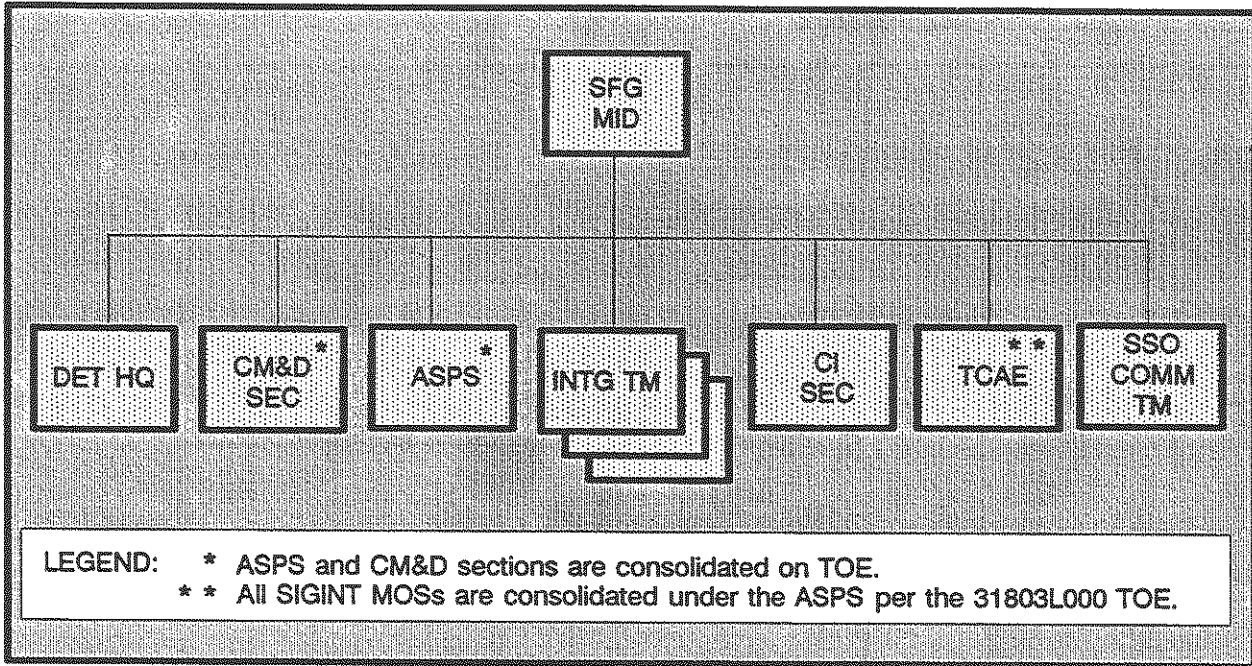 SFG
MID
DET HQ
CM&D *
SEC
ASPS *
INTG TM
CI
SEC
TCAE * *
SSO
COMM
TM
LEGEND: * ASPS and CM&D sections are consolidated on TOE.
* * All SIGINT MOSs are consolidated under the ASPS per the 31803L000 TOE.